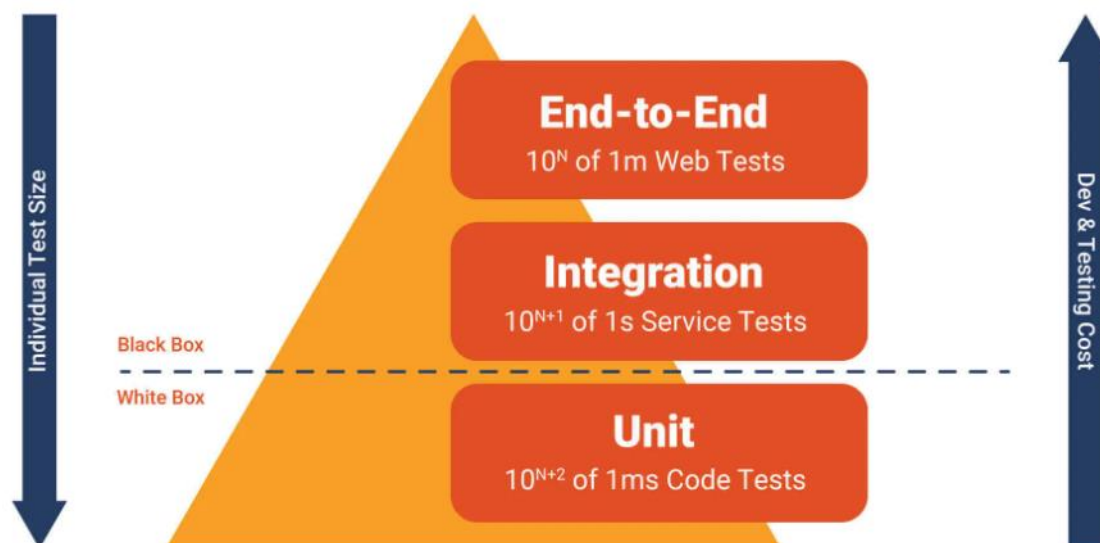 Individual Test Size
End-to-End
10ᴺ of 1m Web Tests
Integration
10ᴺ⁺¹ of 1s Service Tests
Black Box
White Box
Unit
10ᴺ⁺² of 1ms Code Tests
Dev & Testing Cost